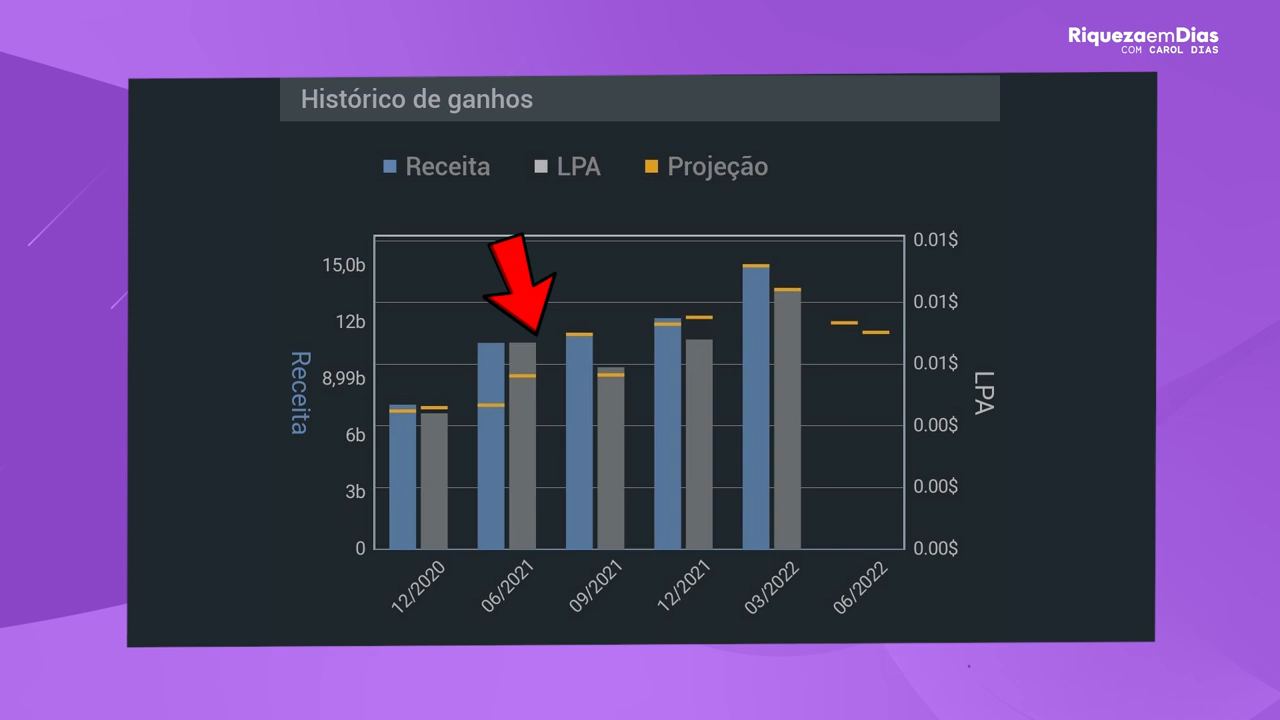 RiquezaemDias
COM CAROL DIAS
Histórico de ganhos
Receita LPA Projeção
15,0b
12b
8,99b
6b
3b
0
Receita
0.01$
0.01$
0.01$
0.00$
0.00$
0.00$
LPA
12/2020 06/2021 09/2021 12/2021 03/2022 06/2022